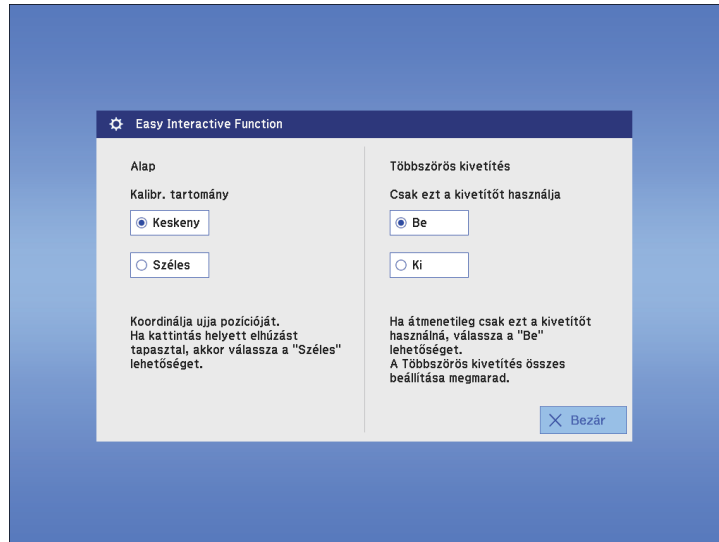 Easy Interactive Function
Alap
Kalibr. tartomány
Keskeny
Széles
Koordinálja ujja pozícióját.
Ha kattintás helyett elhúzást
tapasztal, akkor válassza a "Széles"
lehetőséget.
Többszörös kivetítés
Csak ezt a kivetítőt használja
Be
Ki
Ha átmenetileg csak ezt a kivetítőt
használná, válassza a "Be"
lehetőséget.
A Többszörös kivetítés összes
beállítása megmarad.
Bezár